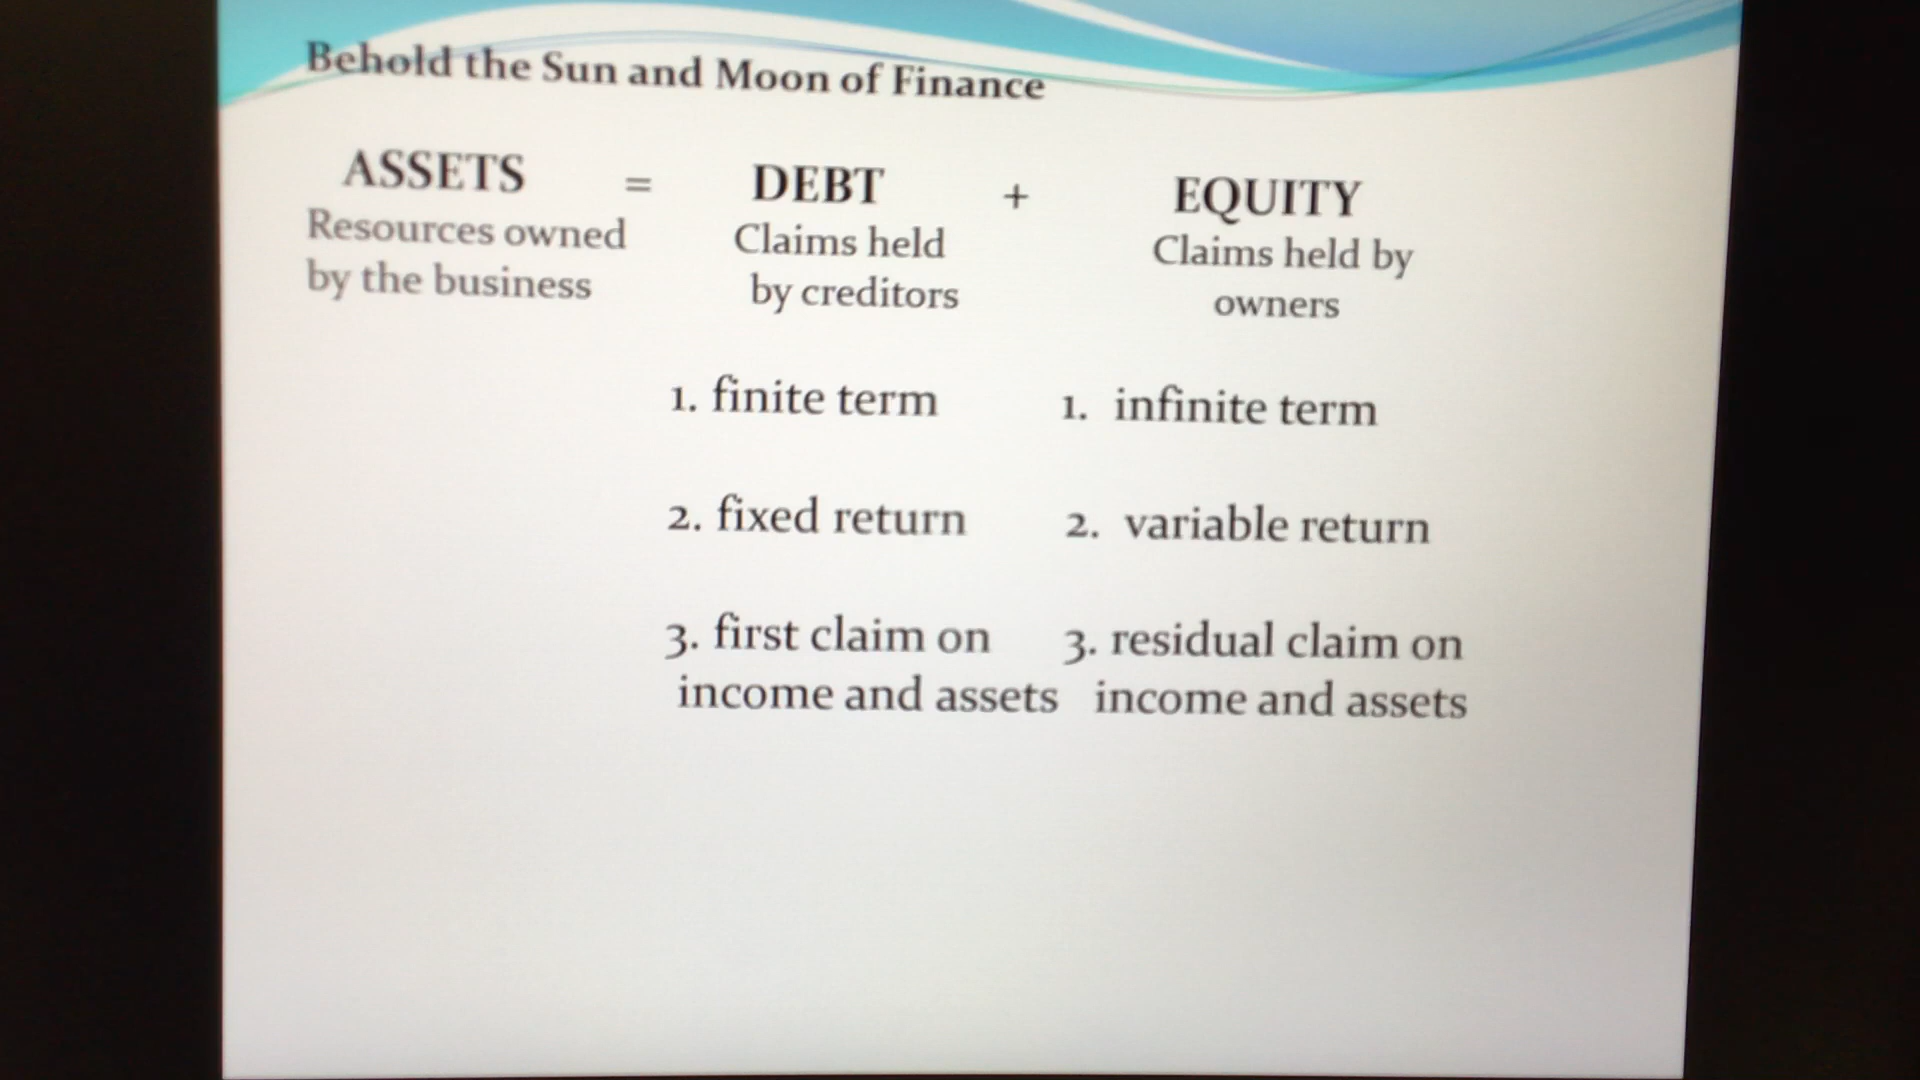 Behold the Sun and Moon of Finance
ASSETS = DEBT + EQUITY
Resources owned Claims held Claims held by
by the business by creditors owners
1. finite term 1. infinite term
2. fixed return 2. variable return
3. first claim on 3. residual claim on
income and assets income and assets